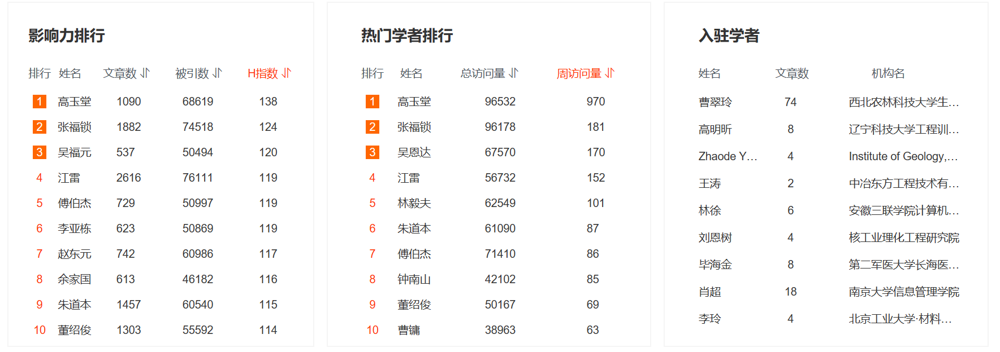 影响力排行
排行 姓名 文章数 被引数 H指数
1 高玉堂 1090 68619 138
2 张福锁 1882 74518 124
3 吴福元 537 50494 120
4 江雷 2616 76111 119
5 傅伯杰 729 50997 119
6 李亚栋 623 50869 119
7 赵东元 742 60986 117
8 余家国 613 46182 116
9 朱道本 1457 60540 115
10 董绍俊 1303 55592 114
热门学者排行
排行 姓名 总访问量 周访问量
1 高玉堂 96532 970
2 张福锁 96178 181
3 吴恩达 67570 170
4 江雷 56732 152
5 林毅夫 62549 101
6 朱道本 61090 87
7 傅伯杰 71410 86
8 钟南山 42102 85
9 董绍俊 50167 69
10 曹镛 38963 63
入驻学者
姓名 文章数 机构名
曹翠玲 74 西北农林科技大学生...
高明昕 8 辽宁科技大学工程训...
Zhaode Y... 4 Institute of Geology,...
王涛 2 中冶东方工程技术有...
林徐 6 安徽三联学院计算机...
刘恩树 4 核工业理化工程研究院
毕海金 8 第二军医大学长海医...
肖超 18 南京大学信息管理学院
李玲 4 北京工业大学·材料...